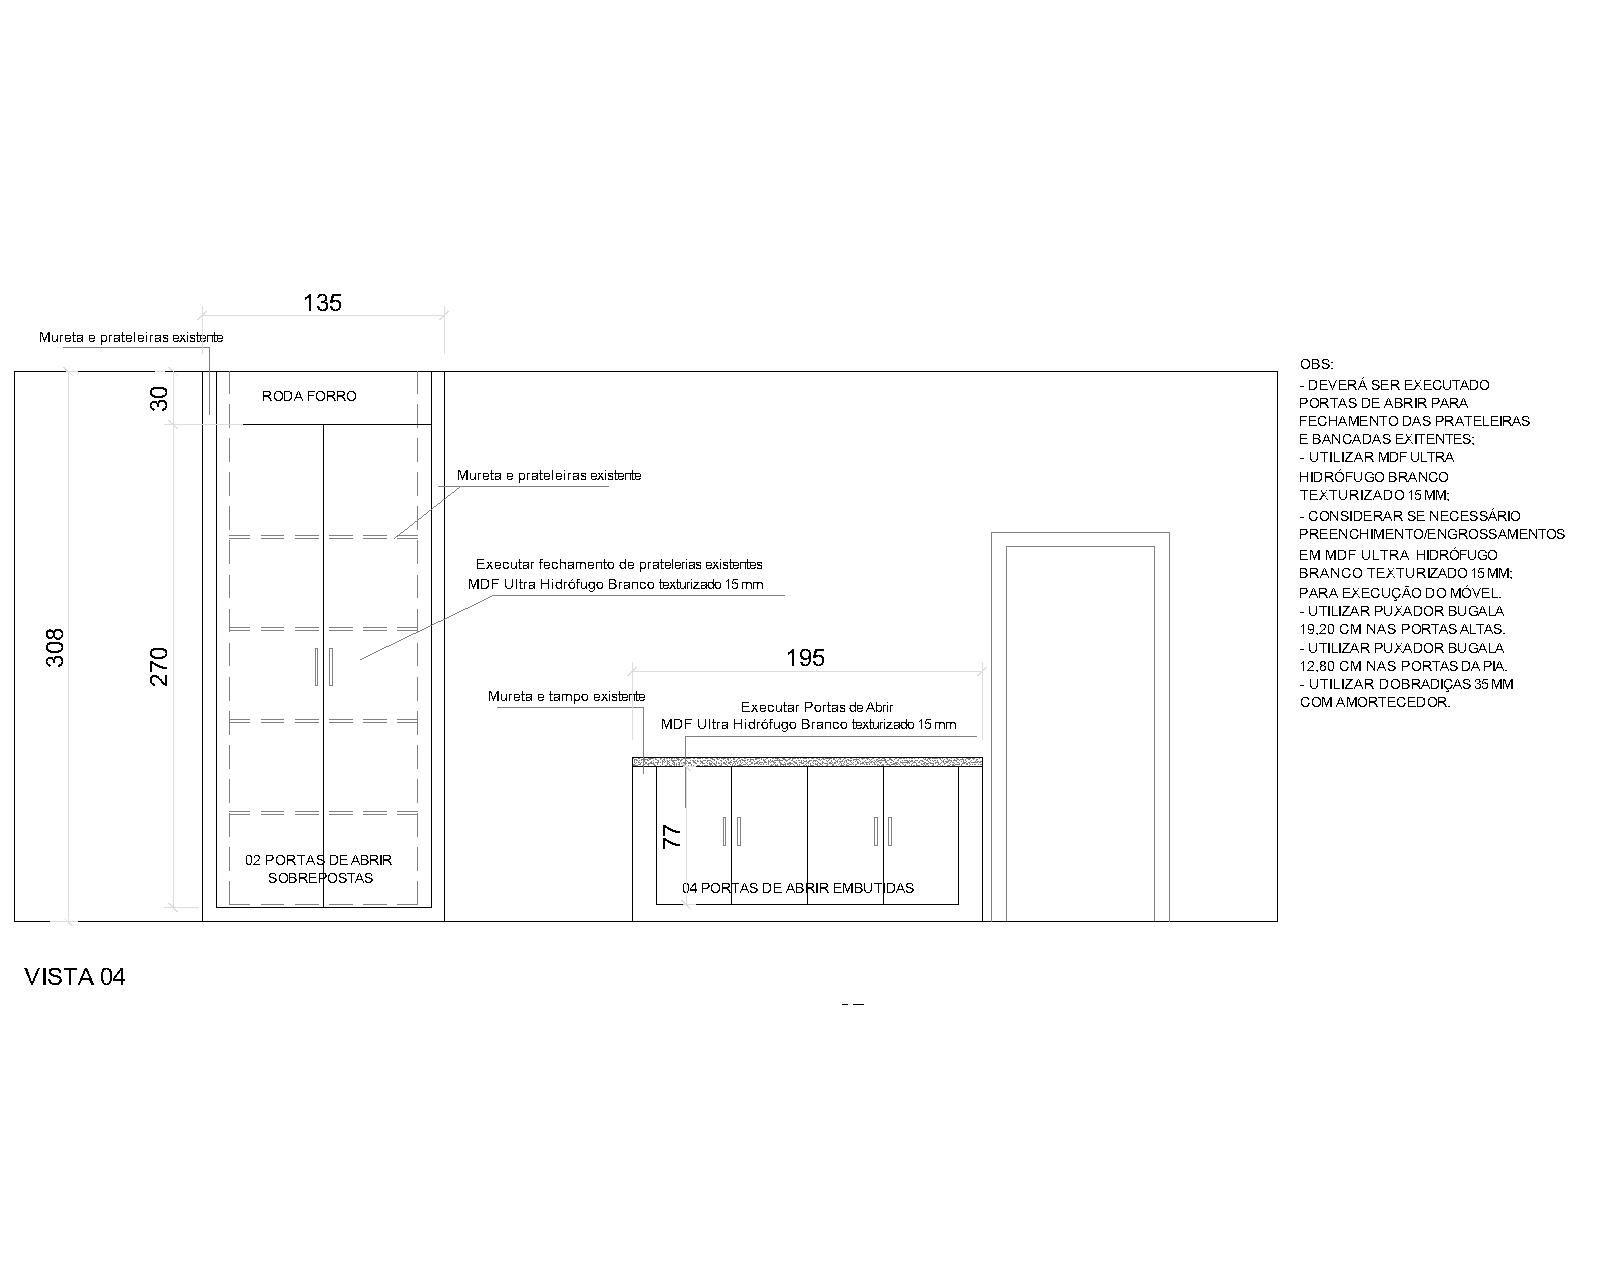 135
Mureta e prateleiras existente
30
RODA FORRO
Mureta e prateleiras existente
Executar fechamento de pratelerias existentes
MDF Ultra Hidrófugo Branco texturizado 15 mm
308
270
195
Mureta e tampo existente
Executar Portas de Abrir
MDF Ultra Hidrófugo Branco texturizado 15 mm
77
02 PORTAS DE ABRIR
SOBREPOSTAS
04 PORTAS DE ABRIR EMBUTIDAS
OBS:
- DEVERÁ SER EXECUTADO
PORTAS DE ABRIR PARA
FECHAMENTO DAS PRATELEIRAS
E BANCADAS EXITENTES;
- UTILIZAR MDF ULTRA
HIDRÓFUGO BRANCO
TEXTURIZADO 15 MM;
- CONSIDERAR SE NECESSÁRIO
PREENCHIMENTO/ENGROSSAMENTOS
EM MDF ULTRA HIDRÓFUGO
BRANCO TEXTURIZADO 15 MM;
PARA EXECUÇÃO DO MÓVEL.
- UTILIZAR PUXADOR BUGALA
19,20 CM NAS PORTAS ALTAS.
- UTILIZAR PUXADOR BUGALA
12,80 CM NAS PORTAS DA PIA.
- UTILIZAR DOBRADIÇAS 35 MM
COM AMORTECEDOR.
VISTA 04